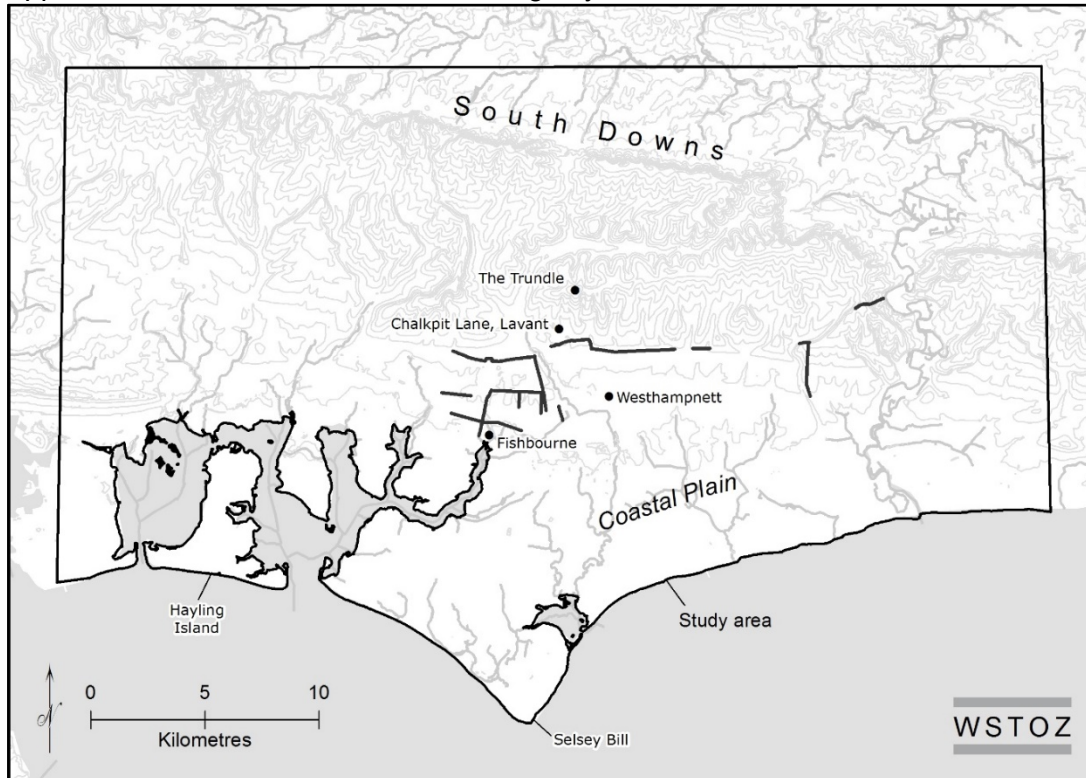 South Downs
The Trundle
Chalkpit Lane, Lavant
Westhampnett
Fishbourne
Coastal Plain
Hayling
Island
Study area
N
0 5 10
Kilometres
Selsey Bill
WSTOZ